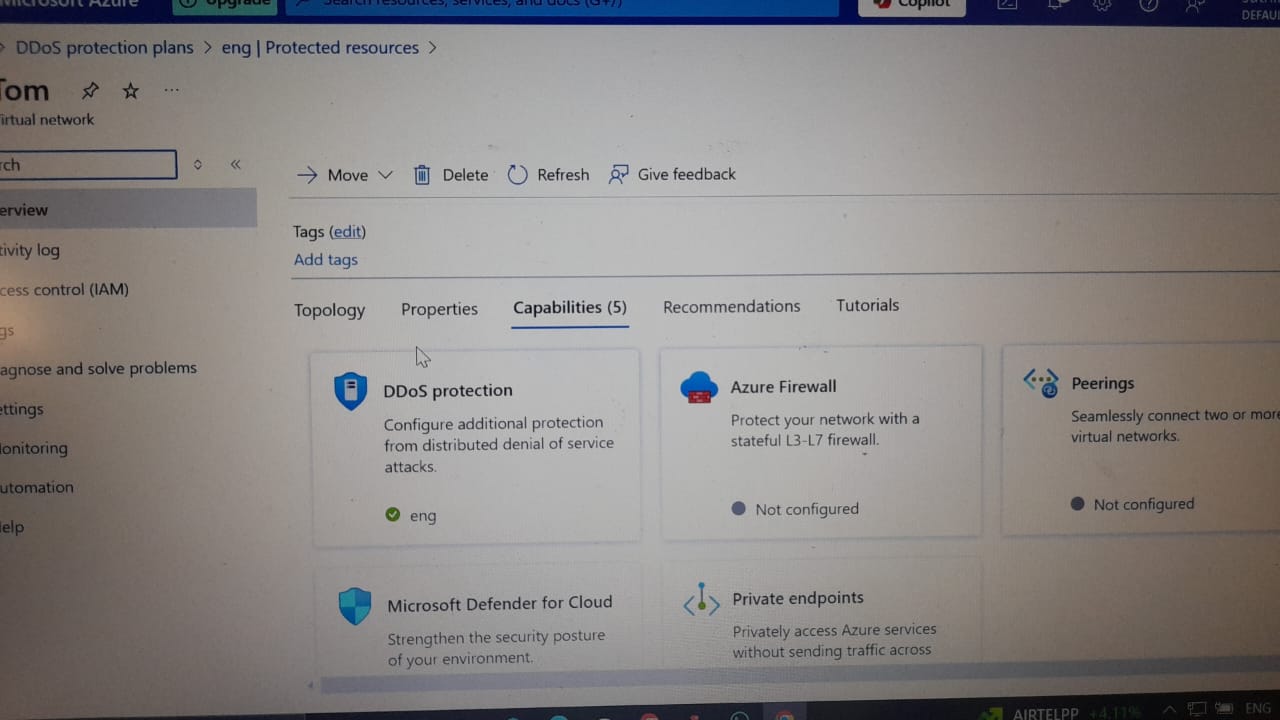 Microsoft Azure
Upgrade
Search resources, services, and docs (G+/)
Copilot
DEFAU
DDoS protection plans > eng | Protected resources >
Tom
irtual network
rch
erview
tivity log
cess control (IAM)
gs
agnose and solve problems
ettings
onitoring
utomation
elp
Move
Delete
Refresh
Give feedback
Tags (edit)
Add tags
Topology
Properties
Capabilities (5)
Recommendations
Tutorials
DDoS protection
Configure additional protection
from distributed denial of service
attacks.
eng
Azure Firewall
Protect your network with a
stateful L3-L7 firewall.
Not configured
Peerings
Seamlessly connect two or more
virtual networks.
Not configured
Microsoft Defender for Cloud
Strengthen the security posture
of your environment.
Private endpoints
Privately access Azure services
without sending traffic across
AIRTELPP +4.11%
ENG